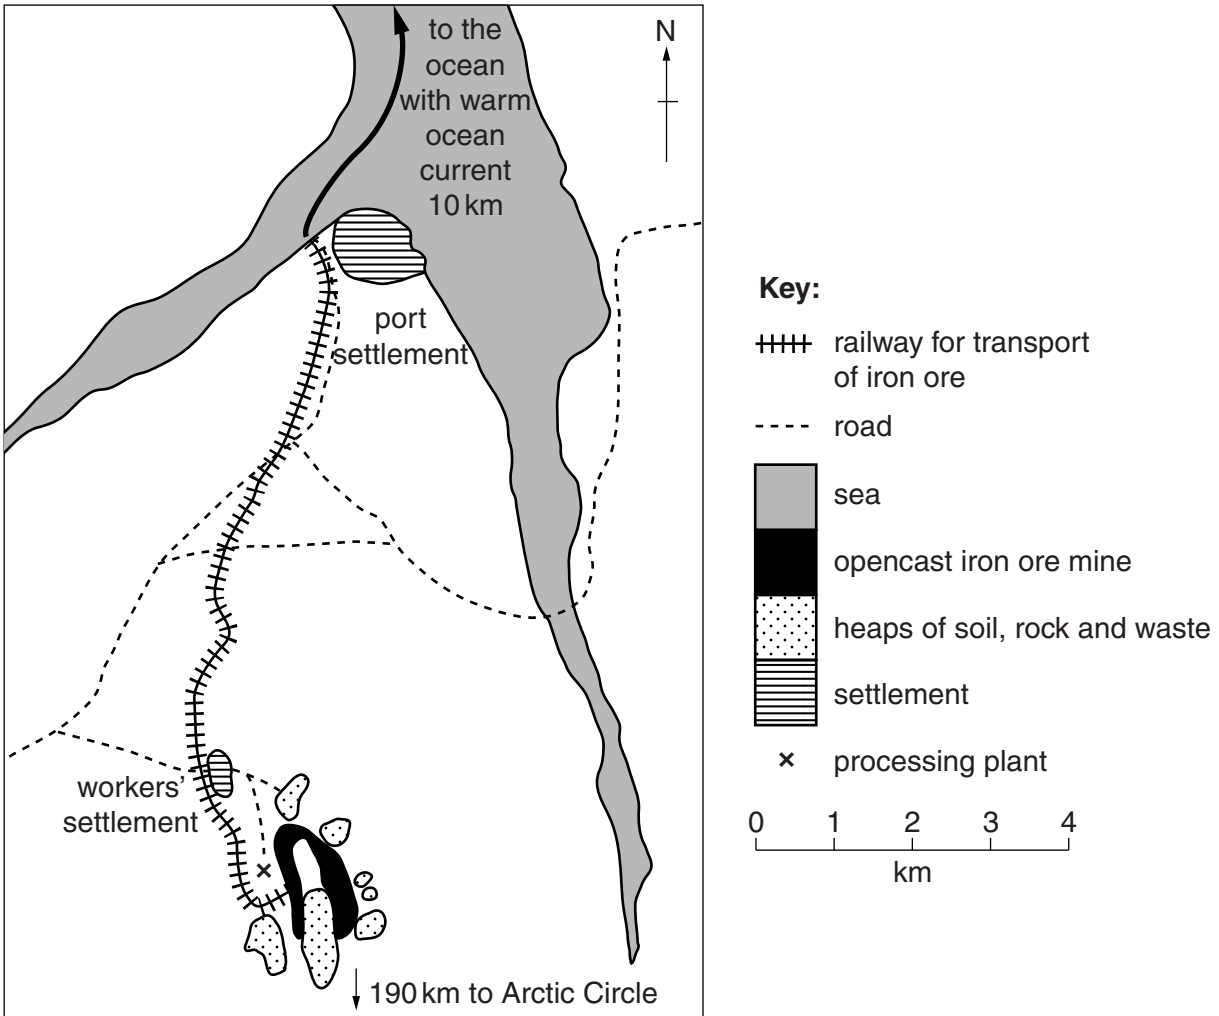 to the
ocean
with warm
ocean
current
10 km
N
port
settlement
workers'
settlement
190 km to Arctic Circle
Key:
railway for transport
of iron ore
road
sea
opencast iron ore mine
heaps of soil, rock and waste
settlement
processing plant
0 1 2 3 4
km